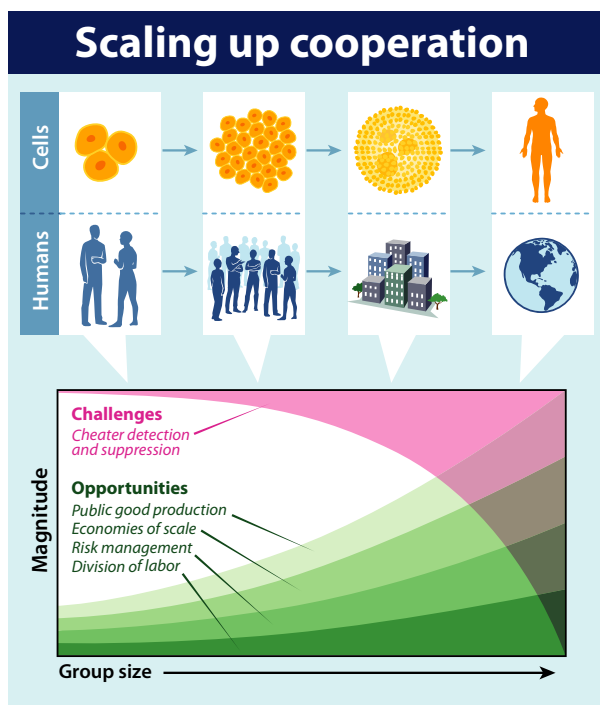 Scaling up cooperation
Cells
Humans
Challenges
Cheater detection
and suppression
Opportunities
Public good production
Economies of scale
Risk management
Division of labor
Magnitude
Group size